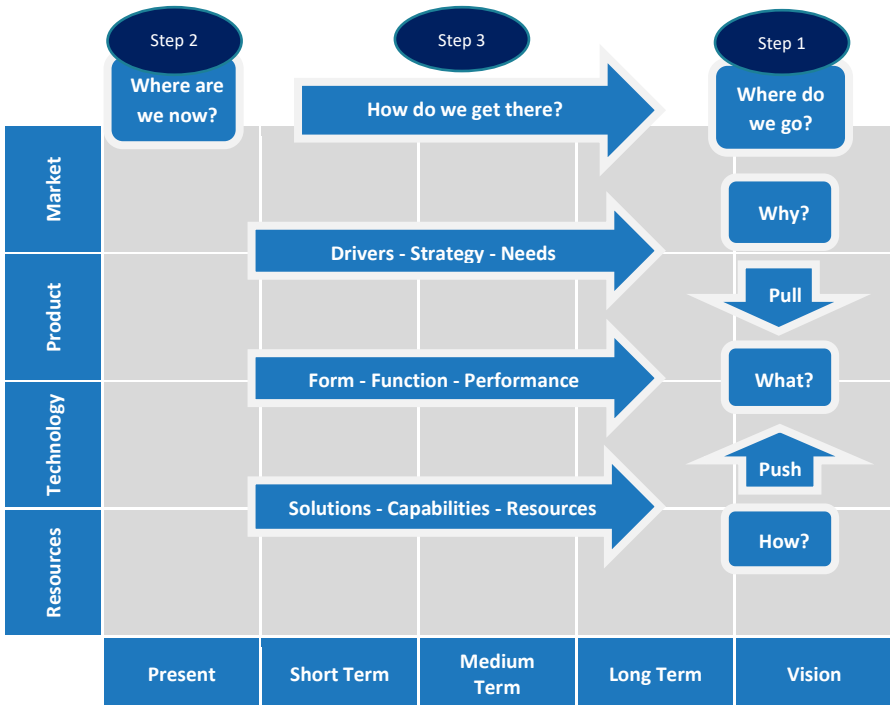 Step 2
Step 3
Step 1
Where are
we now?
How do we get there?
Where do
we go?
Market
Why?
Drivers - Strategy - Needs
Product
Pull
Form - Function - Performance
What?
Technology
Push
Solutions - Capabilities - Resources
How?
Resources
Present
Short Term
Medium
Term
Long Term
Vision